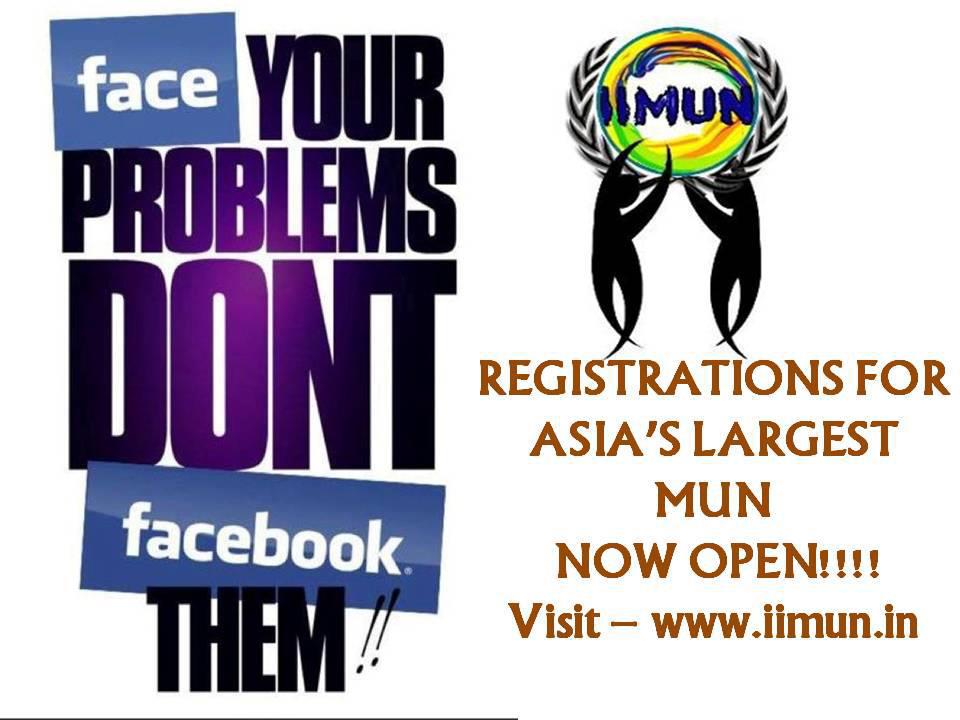 face YOUR
PROBLEMS
DONT
facebook®
THEM!!
IIMUN
REGISTRATIONS FOR
ASIA'S LARGEST
MUN
NOW OPEN!!!!
Visit – www.iimun.in